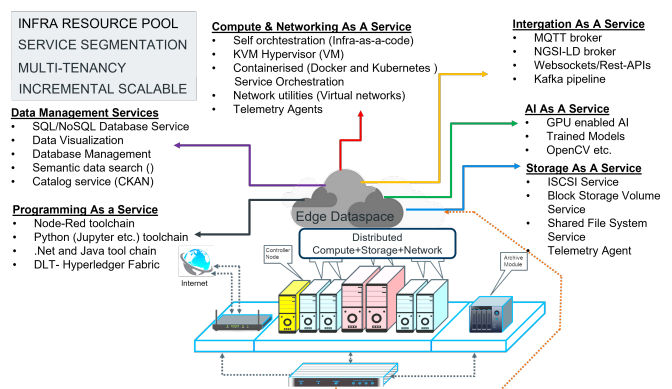 INFRA RESOURCE POOL
SERVICE SEGMENTATION
MULTI-TENANCY
INCREMENTAL SCALABLE
Compute & Networking As A Service
• Self orchtestration (Infra-as-a-code)
• KVM Hypervisor (VM)
• Containerised (Docker and Kubernetes )
Service Orchestration
• Network utilities (Virtual networks)
• Telemetry Agents
Intergation As A Service
• MQTT broker
• NGSI-LD broker
• Websockets/Rest-APIs
• Kafka pipeline
Data Management Services
• SQL/NoSQL Database Service
• Data Visualization
• Database Management
• Semantic data search ()
• Catalog service (CKAN)
AI As A Service
• GPU enabled AI
• Trained Models
• OpenCV etc.
Storage As A Service
• ISCSI Service
• Block Storage Volume
Service
• Shared File System
Service
• Telemetry Agent
Programming As a Service
• Node-Red toolchain
• Python (Jupyter etc.) toolchain
• .Net and Java tool chain
• DLT- Hyperledger Fabric
Edge Dataspace
Distributed
Compute+Storage+Network
Controller
Node
Archive
Module
Internet